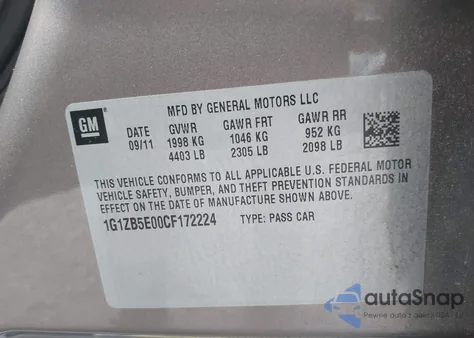 MFD BY GENERAL MOTORS LLC
GM
DATE GVWR GAWR FRT GAWR RR
09/11 1998 KG 1046 KG 952 KG
4403 LB 2305 LB 2098 LB
THIS VEHICLE CONFORMS TO ALL APPLICABLE U.S. FEDERAL MOTOR
VEHICLE SAFETY, BUMPER, AND THEFT PREVENTION STANDARDS IN
EFFECT ON THE DATE OF MANUFACTURE SHOWN ABOVE.
1G1ZB5E00CF172224 TYPE: PASS CAR
autoSnap
Pewne auto z